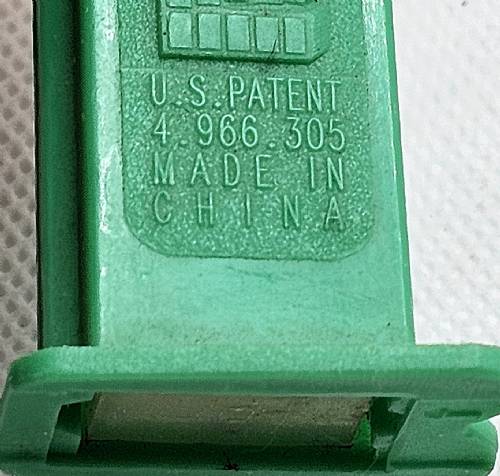 U.S. PATENT
4.966.305
MADE IN
CHINA